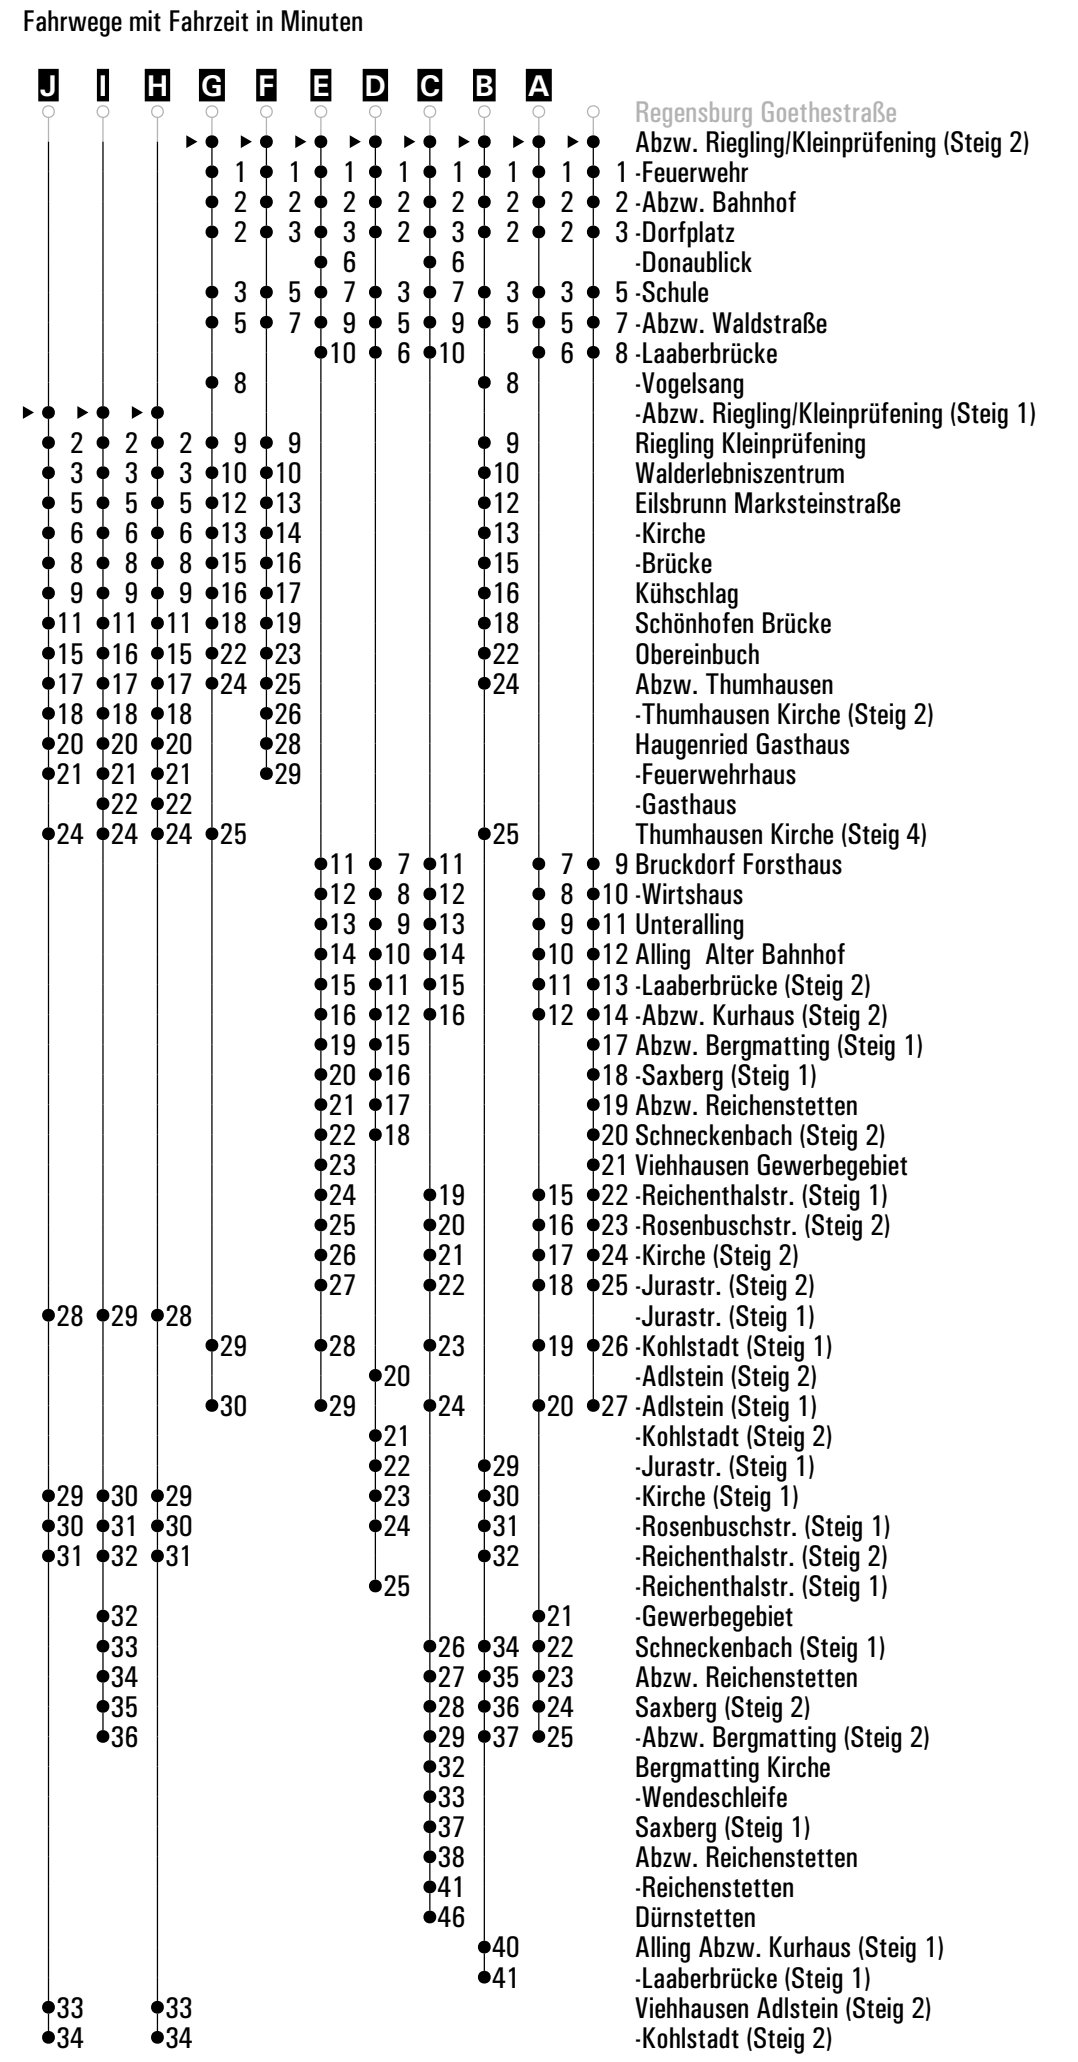 Fahrwege mit Fahrzeit in Minuten
J I H G F E D C B A
Regensburg Goethestraße
Abzw. Riegling/Kleinprüfening (Steig 2)
1 1 1 1 1 1 1 1 -Feuerwehr
2 2 2 2 2 2 2 2 -Abzw. Bahnhof
2 3 3 2 3 2 2 3 -Dorfplatz
6 6 -Donaublick
3 5 7 3 7 3 3 5 -Schule
5 7 9 5 9 5 5 7 -Abzw. Waldstraße
10 6 10 6 8 -Laaberbrücke
8 8 -Vogelsang
-Abzw. Riegling/Kleinprüfening (Steig 1)
2 2 2 9 9 9 Riegling Kleinprüfening
3 3 3 10 10 10 Walderlebniszentrum
5 5 5 12 13 12 Eilsbrunn Marksteinstraße
6 6 6 13 14 13 -Kirche
8 8 8 15 16 15 -Brücke
9 9 9 16 17 16 Kühschlag
11 11 11 18 19 18 Schönhofen Brücke
15 16 15 22 23 22 Obereinbuch
17 17 17 24 25 24 Abzw. Thumhausen
18 18 18 26 -Thumhausen Kirche (Steig 2)
20 20 20 28 Haugenried Gasthaus
21 21 21 29 -Feuerwehrhaus
22 22 -Gasthaus
24 24 24 25 25 Thumhausen Kirche (Steig 4)
11 7 11 7 9 Bruckdorf Forsthaus
12 8 12 8 10 -Wirtshaus
13 9 13 9 11 Unteralling
14 10 14 10 12 Alling Alter Bahnhof
15 11 15 11 13 -Laaberbrücke (Steig 2)
16 12 16 12 14 -Abzw. Kurhaus (Steig 2)
19 15 17 Abzw. Bergmatting (Steig 1)
20 16 18 -Saxberg (Steig 1)
21 17 19 Abzw. Reichenstetten
22 18 20 Schneckenbach (Steig 2)
23 21 Viehhausen Gewerbegebiet
24 19 15 22 -Reichenthalstr. (Steig 1)
25 20 16 23 -Rosenbuschstr. (Steig 2)
26 21 17 24 -Kirche (Steig 2)
27 22 18 25 -Jurastr. (Steig 2)
28 29 28 -Jurastr. (Steig 1)
29 28 23 19 26 -Kohlstadt (Steig 1)
20 -Adlstein (Steig 2)
30 29 24 20 27 -Adlstein (Steig 1)
21 -Kohlstadt (Steig 2)
22 29 -Jurastr. (Steig 1)
29 30 29 23 30 -Kirche (Steig 1)
30 31 30 24 31 -Rosenbuschstr. (Steig 1)
31 32 31 32 -Reichenthalstr. (Steig 2)
25 -Reichenthalstr. (Steig 1)
32 21 -Gewerbegebiet
33 26 34 22 Schneckenbach (Steig 1)
34 27 35 23 Abzw. Reichenstetten
35 28 36 24 Saxberg (Steig 2)
36 29 37 25 -Abzw. Bergmatting (Steig 2)
32 Bergmatting Kirche
33 -Wendeschleife
37 Saxberg (Steig 1)
38 Abzw. Reichenstetten
41 -Reichenstetten
46 Dürnstetten
40 Alling Abzw. Kurhaus (Steig 1)
41 -Laaberbrücke (Steig 1)
33 33 Viehhausen Adlstein (Steig 2)
34 34 -Kohlstadt (Steig 2)